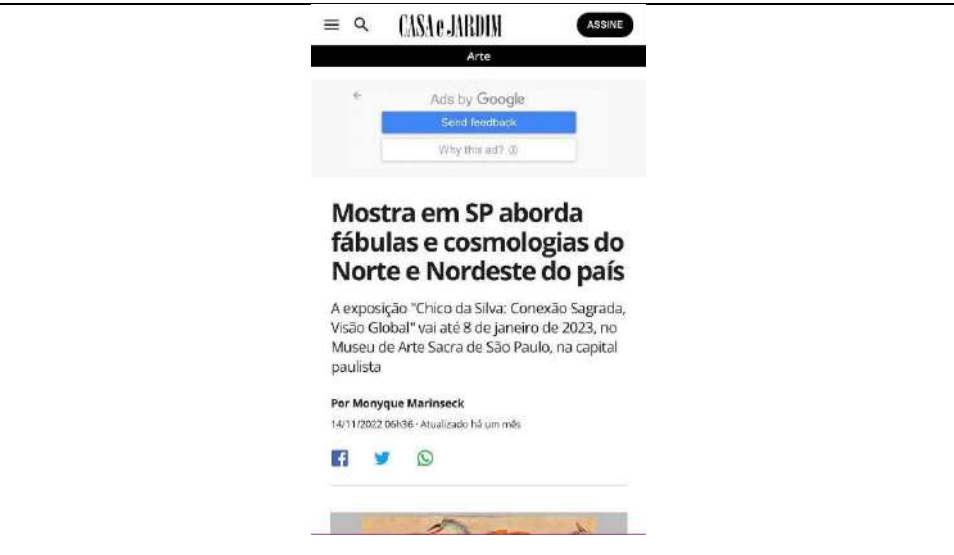 CASA e JARDIM
ASSINE
Arte
Ads by Google
Send feedback
Why this ad?
Mostra em SP aborda
fábulas e cosmologias do
Norte e Nordeste do país
A exposição "Chico da Silva: Conexão Sagrada,
Visão Global" vai até 8 de janeiro de 2023, no
Museu de Arte Sacra de São Paulo, na capital
paulista
Por Monyque Marinseck
14/11/2022 06h36 · Atualizado há um mês